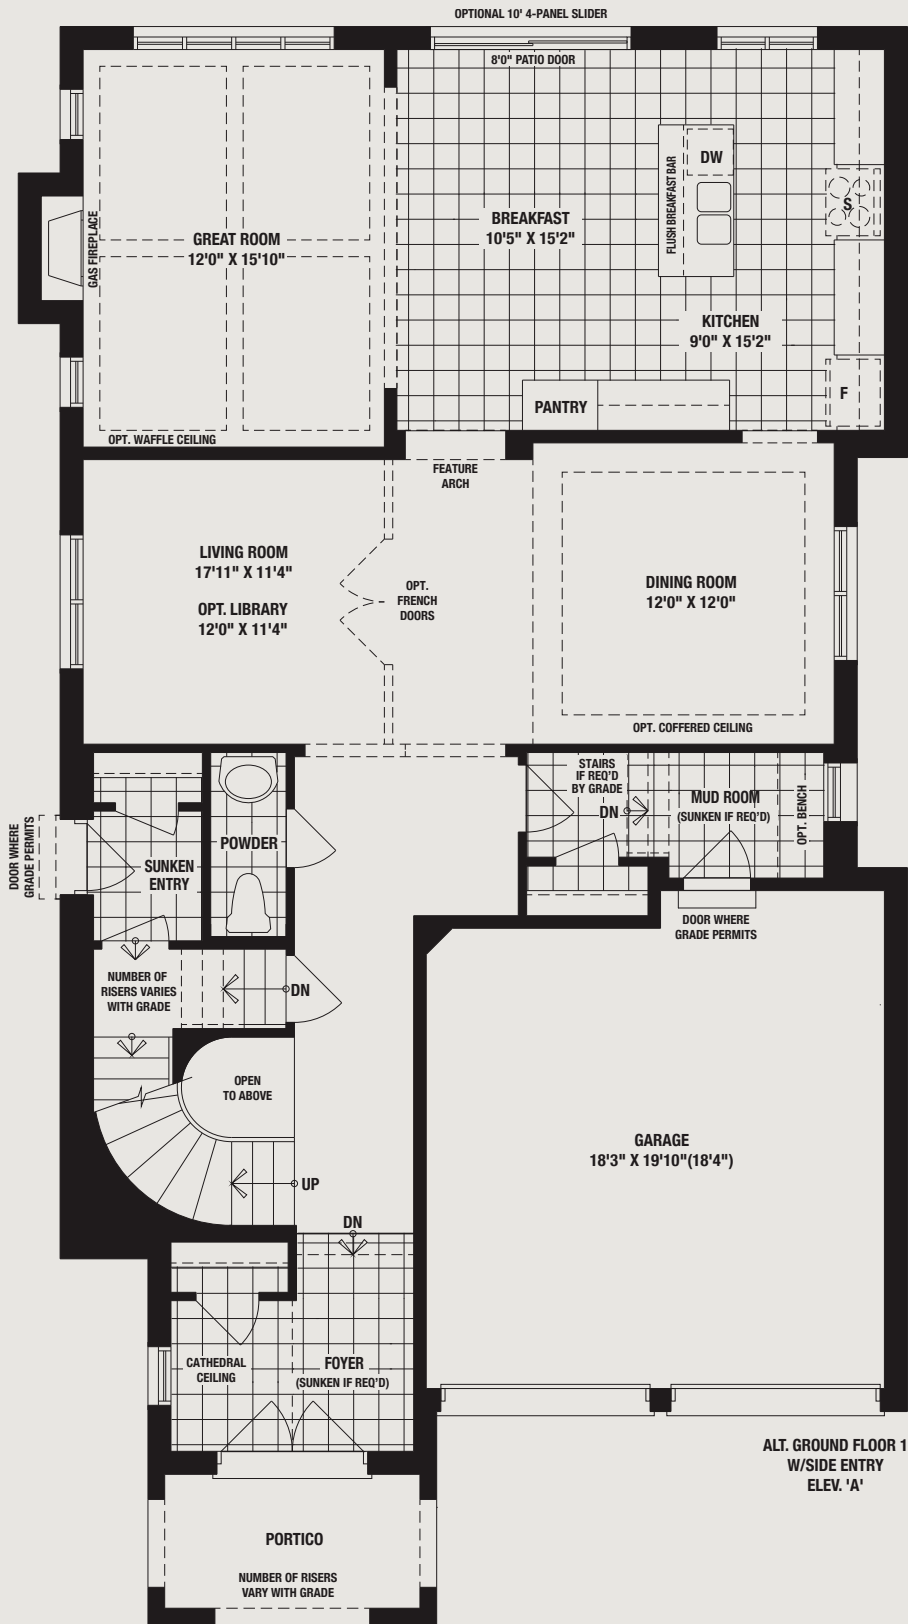 OPTIONAL 10' 4-PANEL SLIDER
8'0" PATIO DOOR
DW
FLUSH BREAKFAST BAR
S
BREAKFAST
10'5" X 15'2"
GREAT ROOM
12'0" X 15'10"
GAS FIREPLACE
KITCHEN
9'0" X 15'2"
F
PANTRY
OPT. WAFFLE CEILING
FEATURE
ARCH
LIVING ROOM
17'11" X 11'4"
OPT. LIBRARY
12'0" X 11'4"
OPT.
FRENCH
DOORS
DINING ROOM
12'0" X 12'0"
OPT. COFFERED CEILING
STAIRS
IF REQ'D
BY GRADE
DN
MUD ROOM
(SUNKEN IF REQ'D)
OPT. BENCH
DOOR WHERE
GRADE PERMITS
POWDER
SUNKEN
ENTRY
DOOR WHERE
GRADE PERMITS
NUMBER OF
RISERS VARIES
WITH GRADE
DN
OPEN
TO ABOVE
GARAGE
18'3" X 19'10"(18'4")
UP
DN
CATHEDRAL
CEILING
FOYER
(SUNKEN IF REQ'D)
ALT. GROUND FLOOR 1
W/SIDE ENTRY
ELEV. 'A'
PORTICO
NUMBER OF RISERS
VARY WITH GRADE